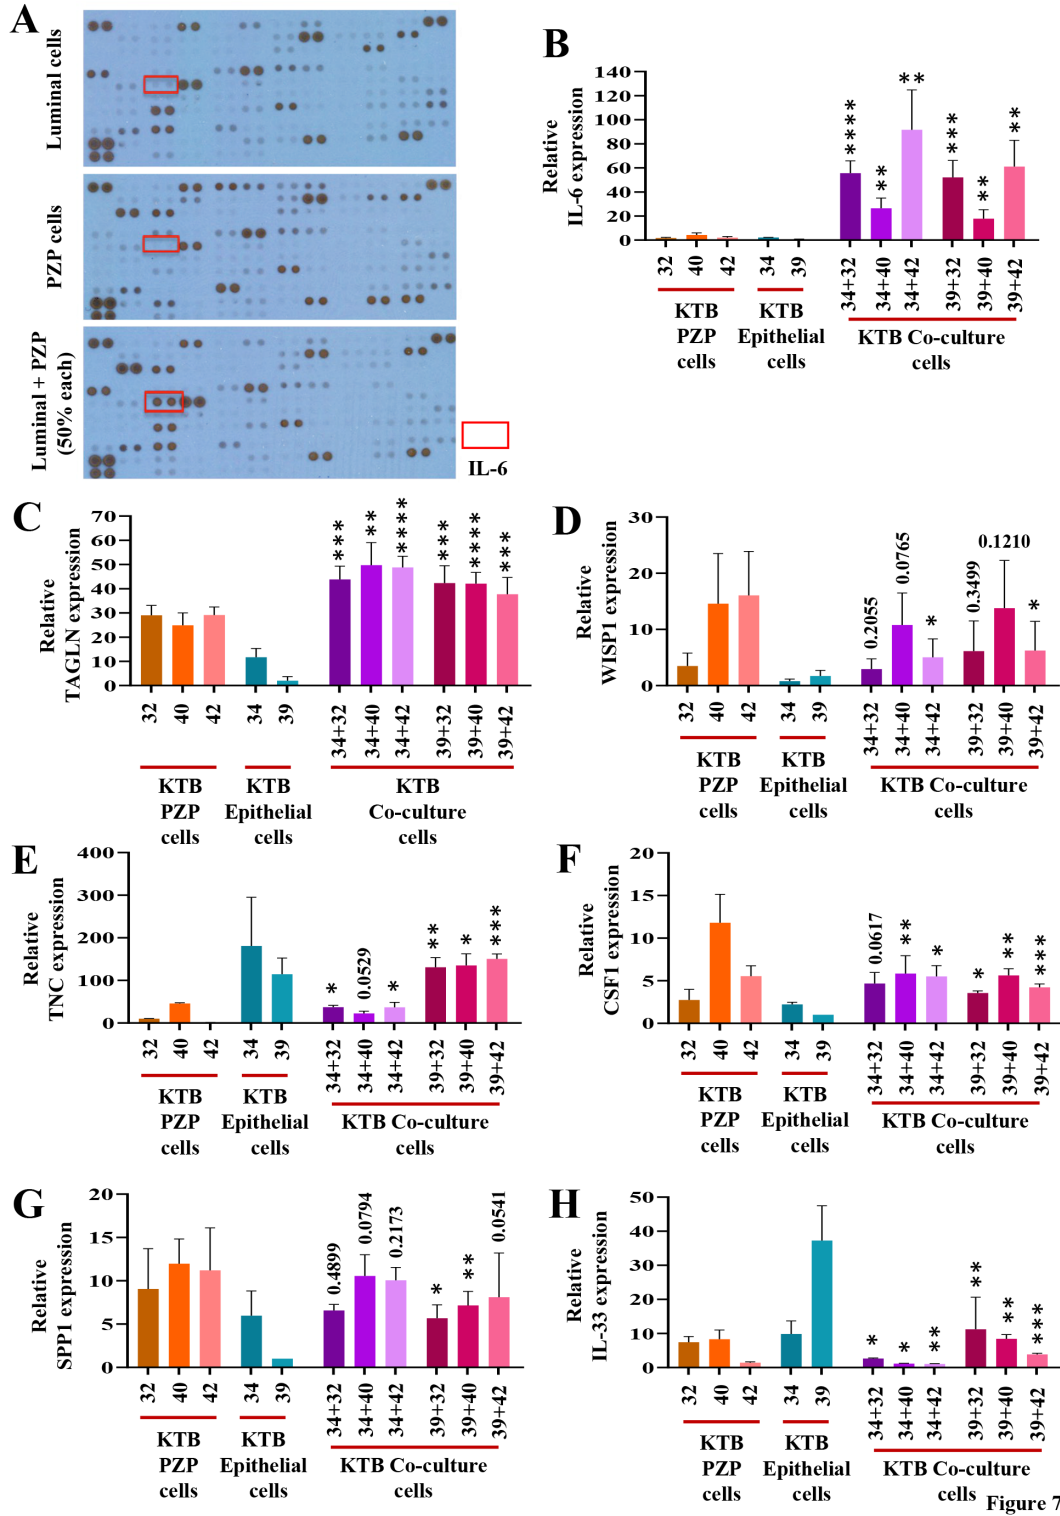 A
Luminal cells
PZP cells
Luminal + PZP
(50% each)
IL-6
B
Relative
IL-6 expression
140
120
100
80
60
40
20
0
****
**
**
***
**
**
32
40
42
34
39
34+32
34+40
34+42
39+32
39+40
39+42
KTB
PZP
cells
KTB
Epithelial
cells
KTB Co-culture
cells
C
Relative
TAGLN expression
70
60
50
40
30
20
10
0
***
**
****
***
****
***
32
40
42
34
39
34+32
34+40
34+42
39+32
39+40
39+42
KTB
PZP
cells
KTB
Epithelial
cells
KTB
Co-culture
cells
D
Relative
WISP1 expression
30
20
10
0
0.2055
0.0765
*
0.3499
0.1210
*
32
40
42
34
39
34+32
34+40
34+42
39+32
39+40
39+42
KTB
PZP
cells
KTB
Epithelial
cells
KTB Co-culture
cells
E
Relative
TNC expression
400
300
200
100
0
*
0.0529
*
**
*
***
32
40
42
34
39
34+32
34+40
34+42
39+32
39+40
39+42
KTB
PZP
cells
KTB
Epithelial
cells
KTB Co-culture
cells
F
Relative
CSF1 expression
20
15
10
5
0
0.0617
**
*
*
**
***
32
40
42
34
39
34+32
34+40
34+42
39+32
39+40
39+42
KTB
PZP
cells
KTB
Epithelial
cells
KTB Co-culture
cells
G
Relative
SPP1 expression
20
15
10
5
0
0.4899
0.0794
0.2173
*
**
0.0541
32
40
42
34
39
34+32
34+40
34+42
39+32
39+40
39+42
KTB
PZP
cells
KTB
Epithelial
cells
KTB Co-culture
cells
H
Relative
IL-33 expression
50
40
30
20
10
0
*
*
**
**
**
***
32
40
42
34
39
34+32
34+40
34+42
39+32
39+40
39+42
KTB
PZP
cells
KTB
Epithelial
cells
KTB Co-culture
cells
Figure 7